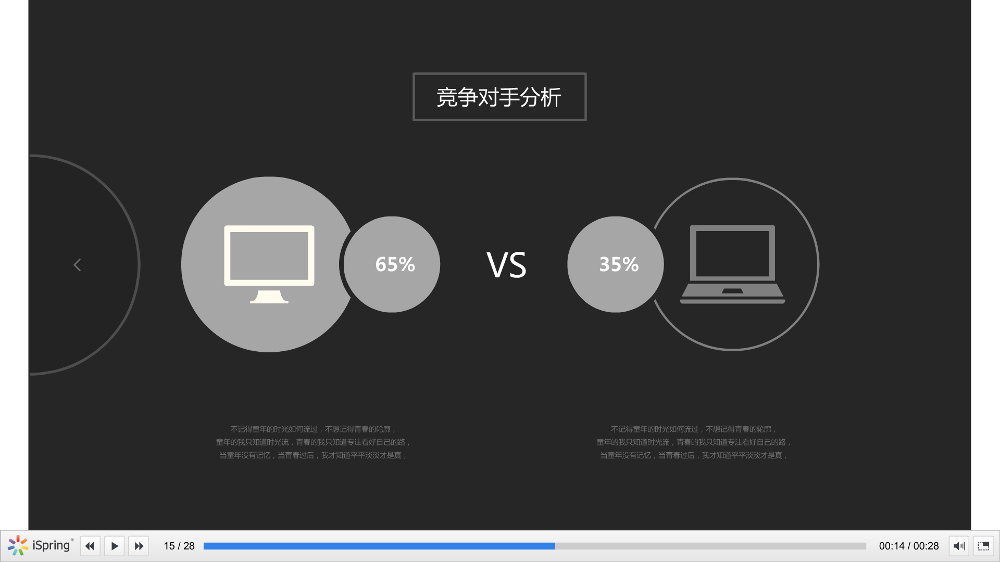 竞争对手分析
65%
VS
35%
不记得童年的时光如何流过，不想记得青春的轮廓，
童年的我只知道时光流，青春的我只知道专注看好自己的路，
当童年没有记忆，当青春过后，我才知道平平淡淡才是真，
不记得童年的时光如何流过，不想记得青春的轮廓，
童年的我只知道时光流，青春的我只知道专注看好自己的路，
当童年没有记忆，当青春过后，我才知道平平淡淡才是真，
iSpring®
15 / 28
00:14 / 00:28